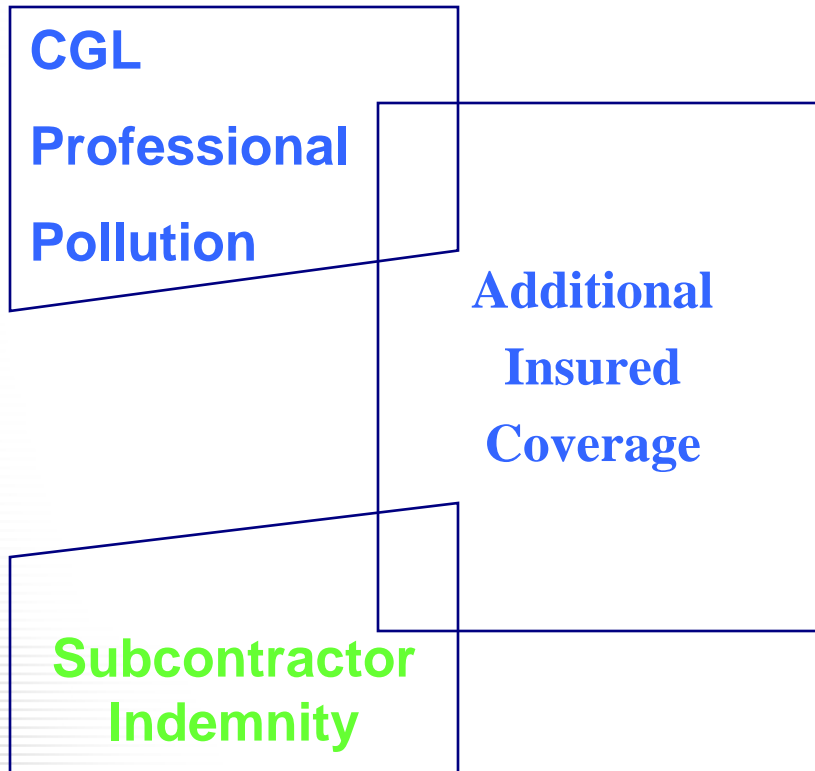 CGL
Professional
Pollution
Additional
Insured
Coverage
Subcontractor
Indemnity